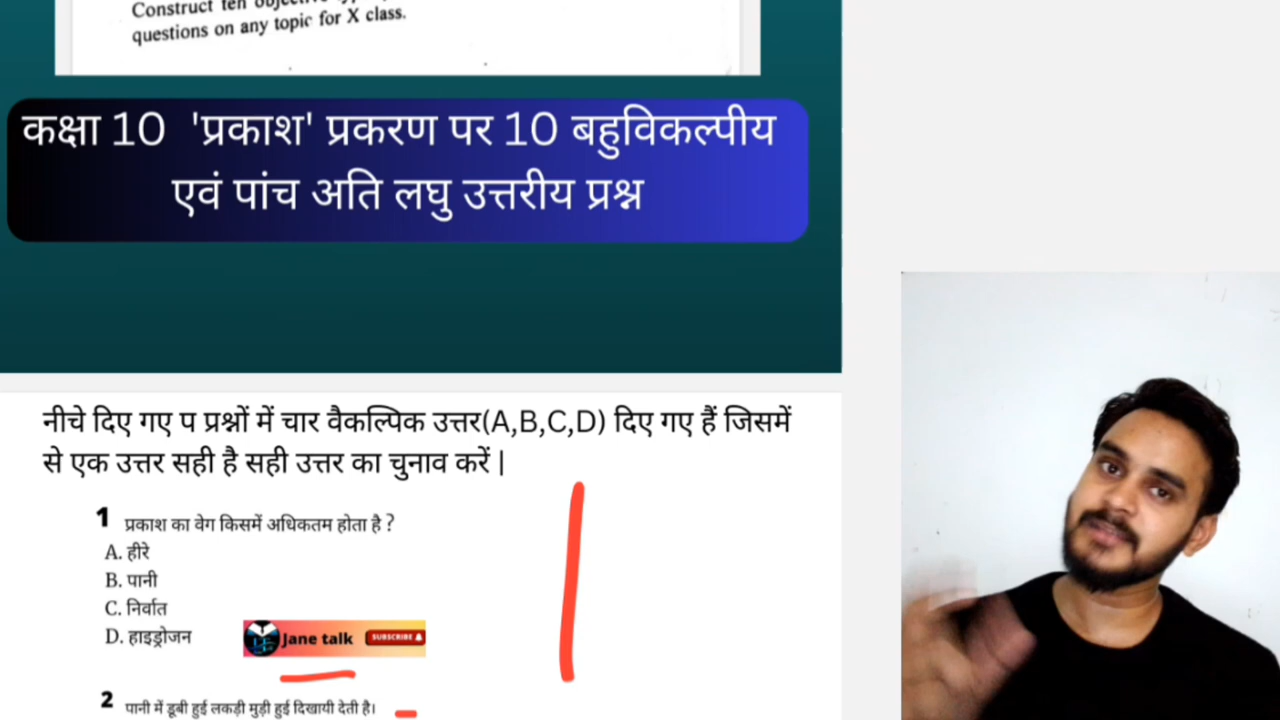 Construct ten
questions on any topic for X class.
कक्षा 10 'प्रकाश' प्रकरण पर 10 बहुविकल्पीय
एवं पांच अति लघु उत्तरीय प्रश्न
नीचे दिए गए प प्रश्नों में चार वैकल्पिक उत्तर(A,B,C,D) दिए गए हैं जिसमें
से एक उत्तर सही है सही उत्तर का चुनाव करें |
1 प्रकाश का वेग किसमें अधिकतम होता है ?
A. हीरे
B. पानी
C. निर्वात
D. हाइड्रोजन
Jane talk SUBSCRIBE
2 पानी में डूबी हुई लकड़ी मुड़ी हुई दिखायी देती है।